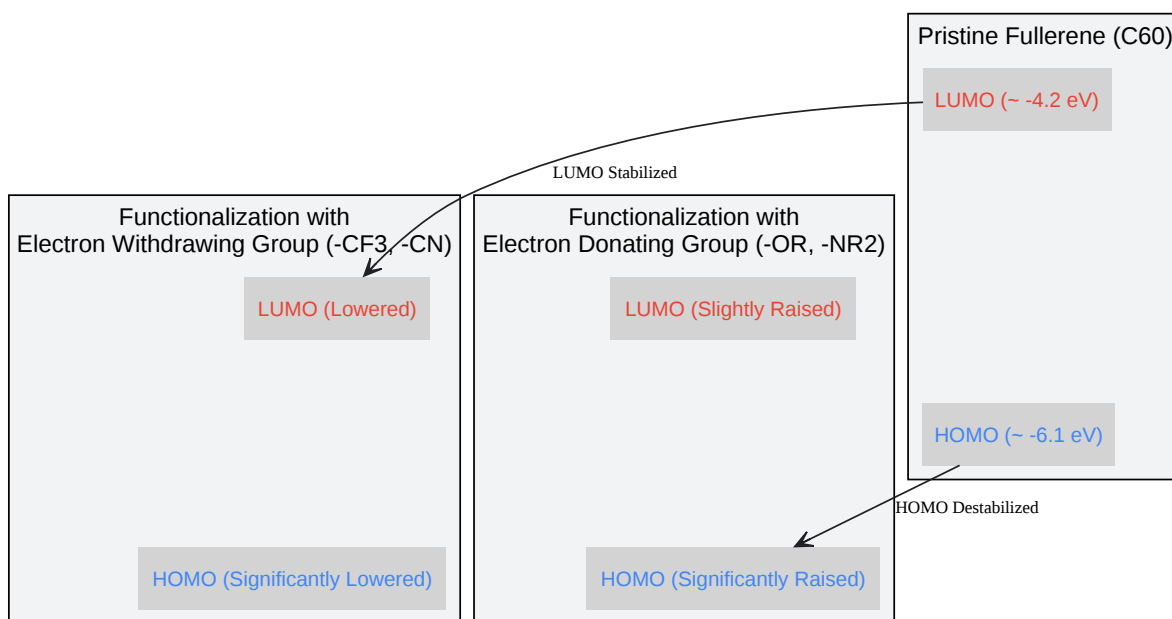 Pristine Fullerene (C60)
LUMO (~ -4.2 eV)
LUMO Stabilized
Functionalization with
Electron Withdrawing Group (-CF3, -CN)
LUMO (Lowered)
Functionalization with
Electron Donating Group (-OR, -NR2)
LUMO (Slightly Raised)
HOMO (~ -6.1 eV)
HOMO Destabilized
HOMO (Significantly Lowered)
HOMO (Significantly Raised)